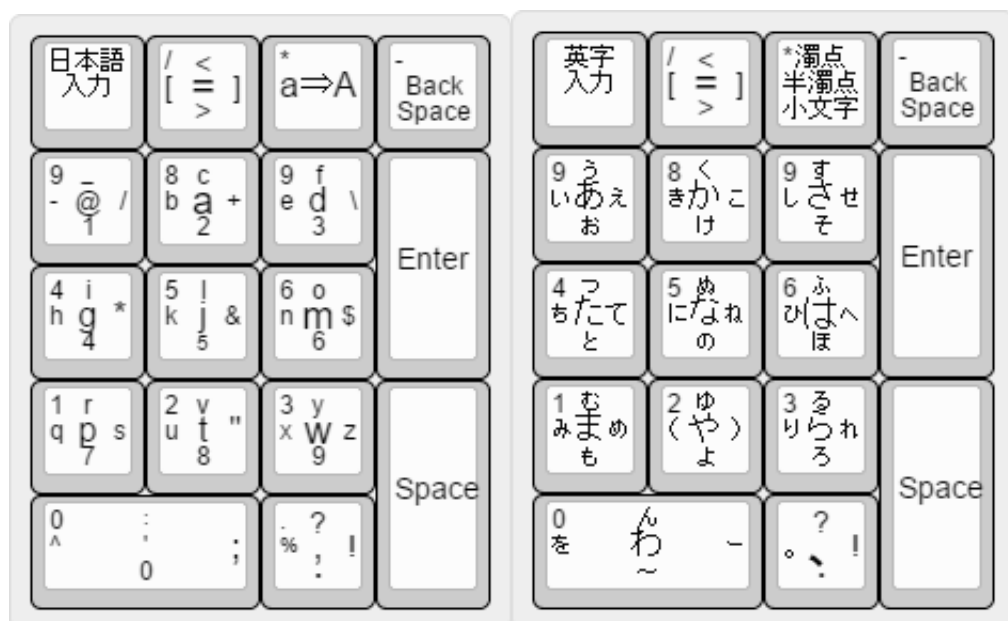 日本語
入力
/ <
[ = ]
>
*
a⇒A
-
Back
Space
9 _
- @ /
1
8 c
b a +
2
9 f
e d \
3
Enter
4 i
h g *
4
5 l
k j &
5
6 o
n m $
6
1 r
q p s
7
2 v
u t "
8
3 y
x w z
9
Space
0 :
^ ' ;
0
. ?
% , !
.
英字
入力
/ <
[ = ]
>
*濁点
半濁点
小文字
-
Back
Space
9 う
いあえ
お
8 く
きかこ
け
9 す
しさせ
そ
Enter
4 つ
ちたて
と
5 ぬ
になね
の
6 ふ
ひはへ
ほ
1 む
みまめ
も
2 ゆ
(や)
よ
3 る
りられ
ろ
Space
0 ん
を わ ー
～
?
。、!